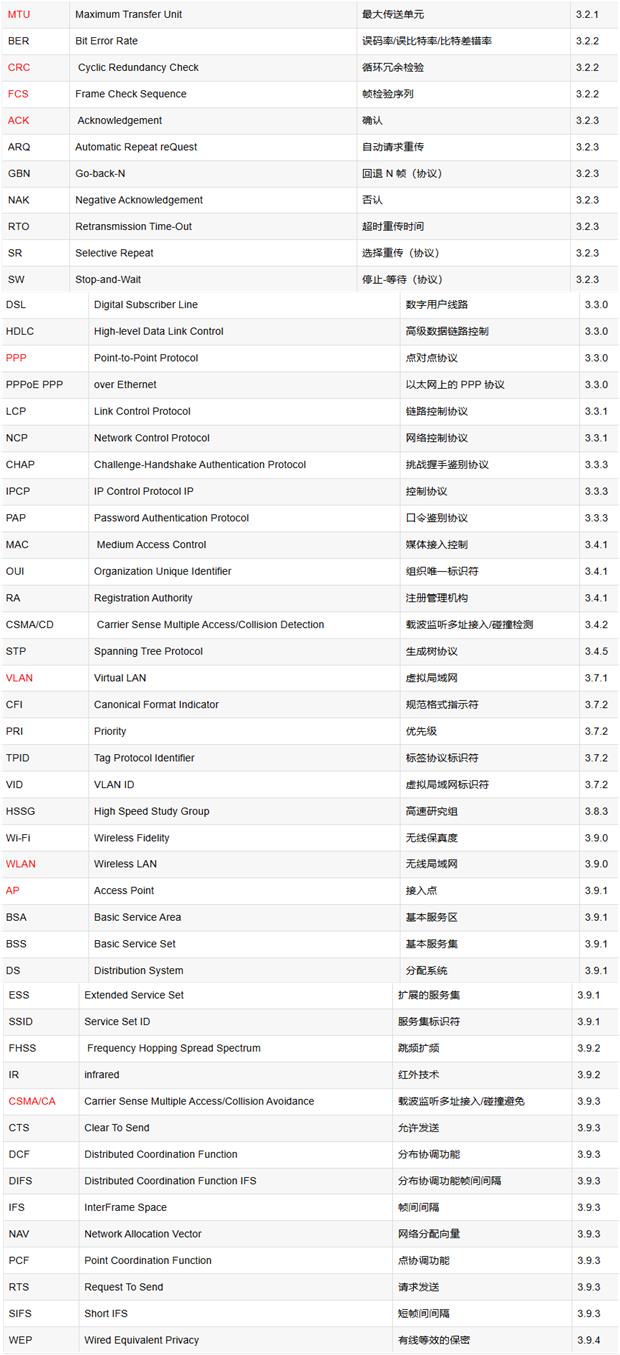 MTU Maximum Transfer Unit 最大传送单元 3.2.1
BER Bit Error Rate 误码率/误比特率/比特差错率 3.2.2
CRC Cyclic Redundancy Check 循环冗余检验 3.2.2
FCS Frame Check Sequence 帧检验序列 3.2.2
ACK Acknowledgement 确认 3.2.3
ARQ Automatic Repeat reQuest 自动请求重传 3.2.3
GBN Go-back-N 回退 N 帧（协议） 3.2.3
NAK Negative Acknowledgement 否认 3.2.3
RTO Retransmission Time-Out 超时重传时间 3.2.3
SR Selective Repeat 选择重传（协议） 3.2.3
SW Stop-and-Wait 停止-等待（协议） 3.2.3
DSL Digital Subscriber Line 数字用户线路 3.3.0
HDLC High-level Data Link Control 高级数据链路控制 3.3.0
PPP Point-to-Point Protocol 点对点协议 3.3.0
PPPoE PPP over Ethernet 以太网上的 PPP 协议 3.3.0
LCP Link Control Protocol 链路控制协议 3.3.1
NCP Network Control Protocol 网络控制协议 3.3.1
CHAP Challenge-Handshake Authentication Protocol 挑战握手鉴别协议 3.3.3
IPCP IP Control Protocol IP 控制协议 3.3.3
PAP Password Authentication Protocol 口令鉴别协议 3.3.3
MAC Medium Access Control 媒体接入控制 3.4.1
OUI Organization Unique Identifier 组织唯一标识符 3.4.1
RA Registration Authority 注册管理机构 3.4.1
CSMA/CD Carrier Sense Multiple Access/Collision Detection 载波监听多址接入/碰撞检测 3.4.2
STP Spanning Tree Protocol 生成树协议 3.4.5
VLAN Virtual LAN 虚拟局域网 3.7.1
CFI Canonical Format Indicator 规范格式指示符 3.7.2
PRI Priority 优先级 3.7.2
TPID Tag Protocol Identifier 标签协议标识符 3.7.2
VID VLAN ID 虚拟局域网标识符 3.7.2
HSSG High Speed Study Group 高速研究组 3.8.3
Wi-Fi Wireless Fidelity 无线保真度 3.9.0
WLAN Wireless LAN 无线局域网 3.9.0
AP Access Point 接入点 3.9.1
BSA Basic Service Area 基本服务区 3.9.1
BSS Basic Service Set 基本服务集 3.9.1
DS Distribution System 分配系统 3.9.1
ESS Extended Service Set 扩展的服务集 3.9.1
SSID Service Set ID 服务集标识符 3.9.1
FHSS Frequency Hopping Spread Spectrum 跳频扩频 3.9.2
IR infrared 红外技术 3.9.2
CSMA/CA Carrier Sense Multiple Access/Collision Avoidance 载波监听多址接入/碰撞避免 3.9.3
CTS Clear To Send 允许发送 3.9.3
DCF Distributed Coordination Function 分布协调功能 3.9.3
DIFS Distributed Coordination Function IFS 分布协调功能帧间间隔 3.9.3
IFS InterFrame Space 帧间间隔 3.9.3
NAV Network Allocation Vector 网络分配向量 3.9.3
PCF Point Coordination Function 点协调功能 3.9.3
RTS Request To Send 请求发送 3.9.3
SIFS Short IFS 短帧间间隔 3.9.3
WEP Wired Equivalent Privacy 有线等效的保密 3.9.4